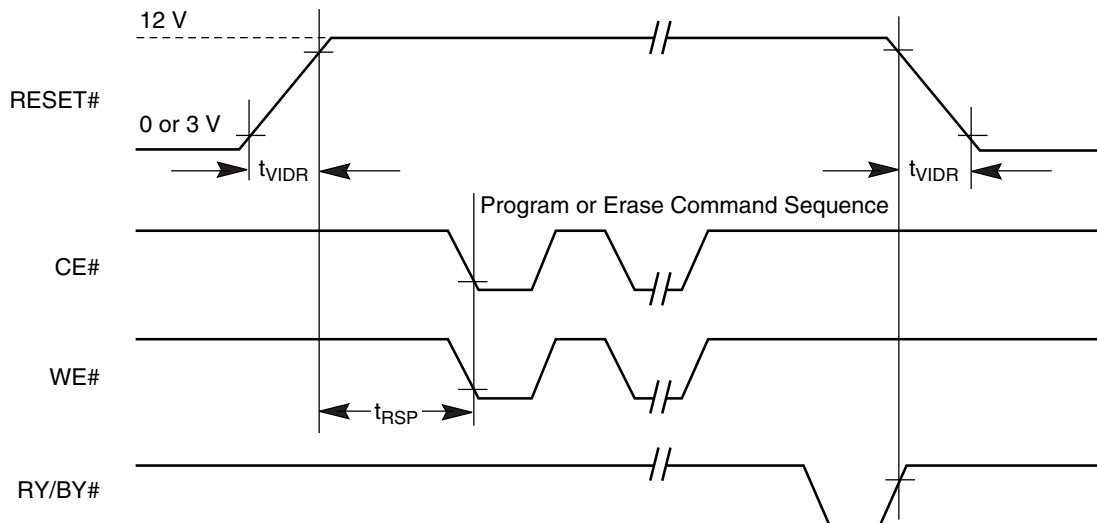 12 V
RESET#
0 or 3 V
tVIDR
tVIDR
Program or Erase Command Sequence
CE#
WE#
tRSP
RY/BY#